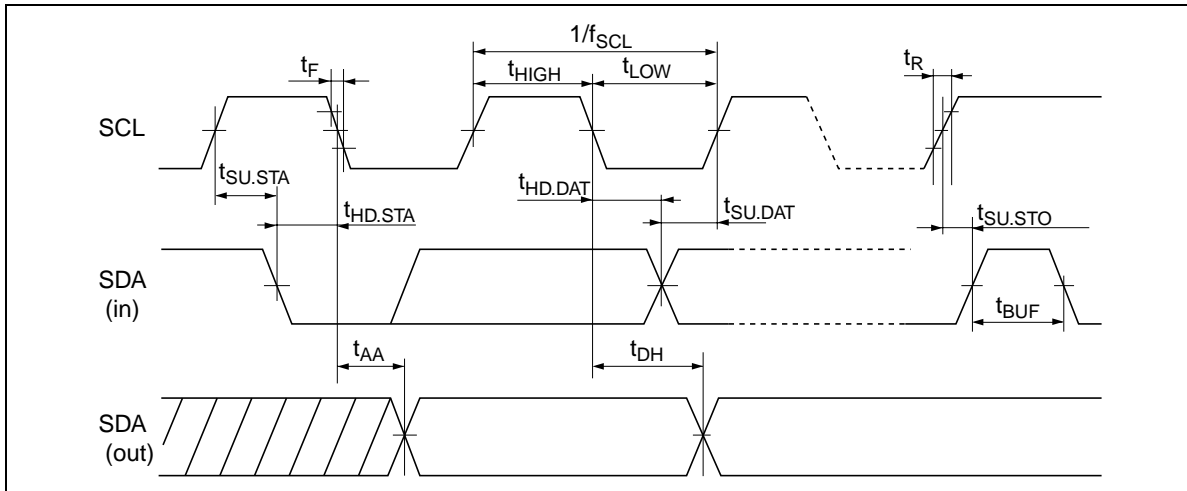 1/fSCL
tF
tHIGH
tLOW
tR
SCL
tSU.STA
tHD.STA
tHD.DAT
tSU.DAT
tSU.STO
SDA
(in)
tBUF
tAA
tDH
SDA
(out)